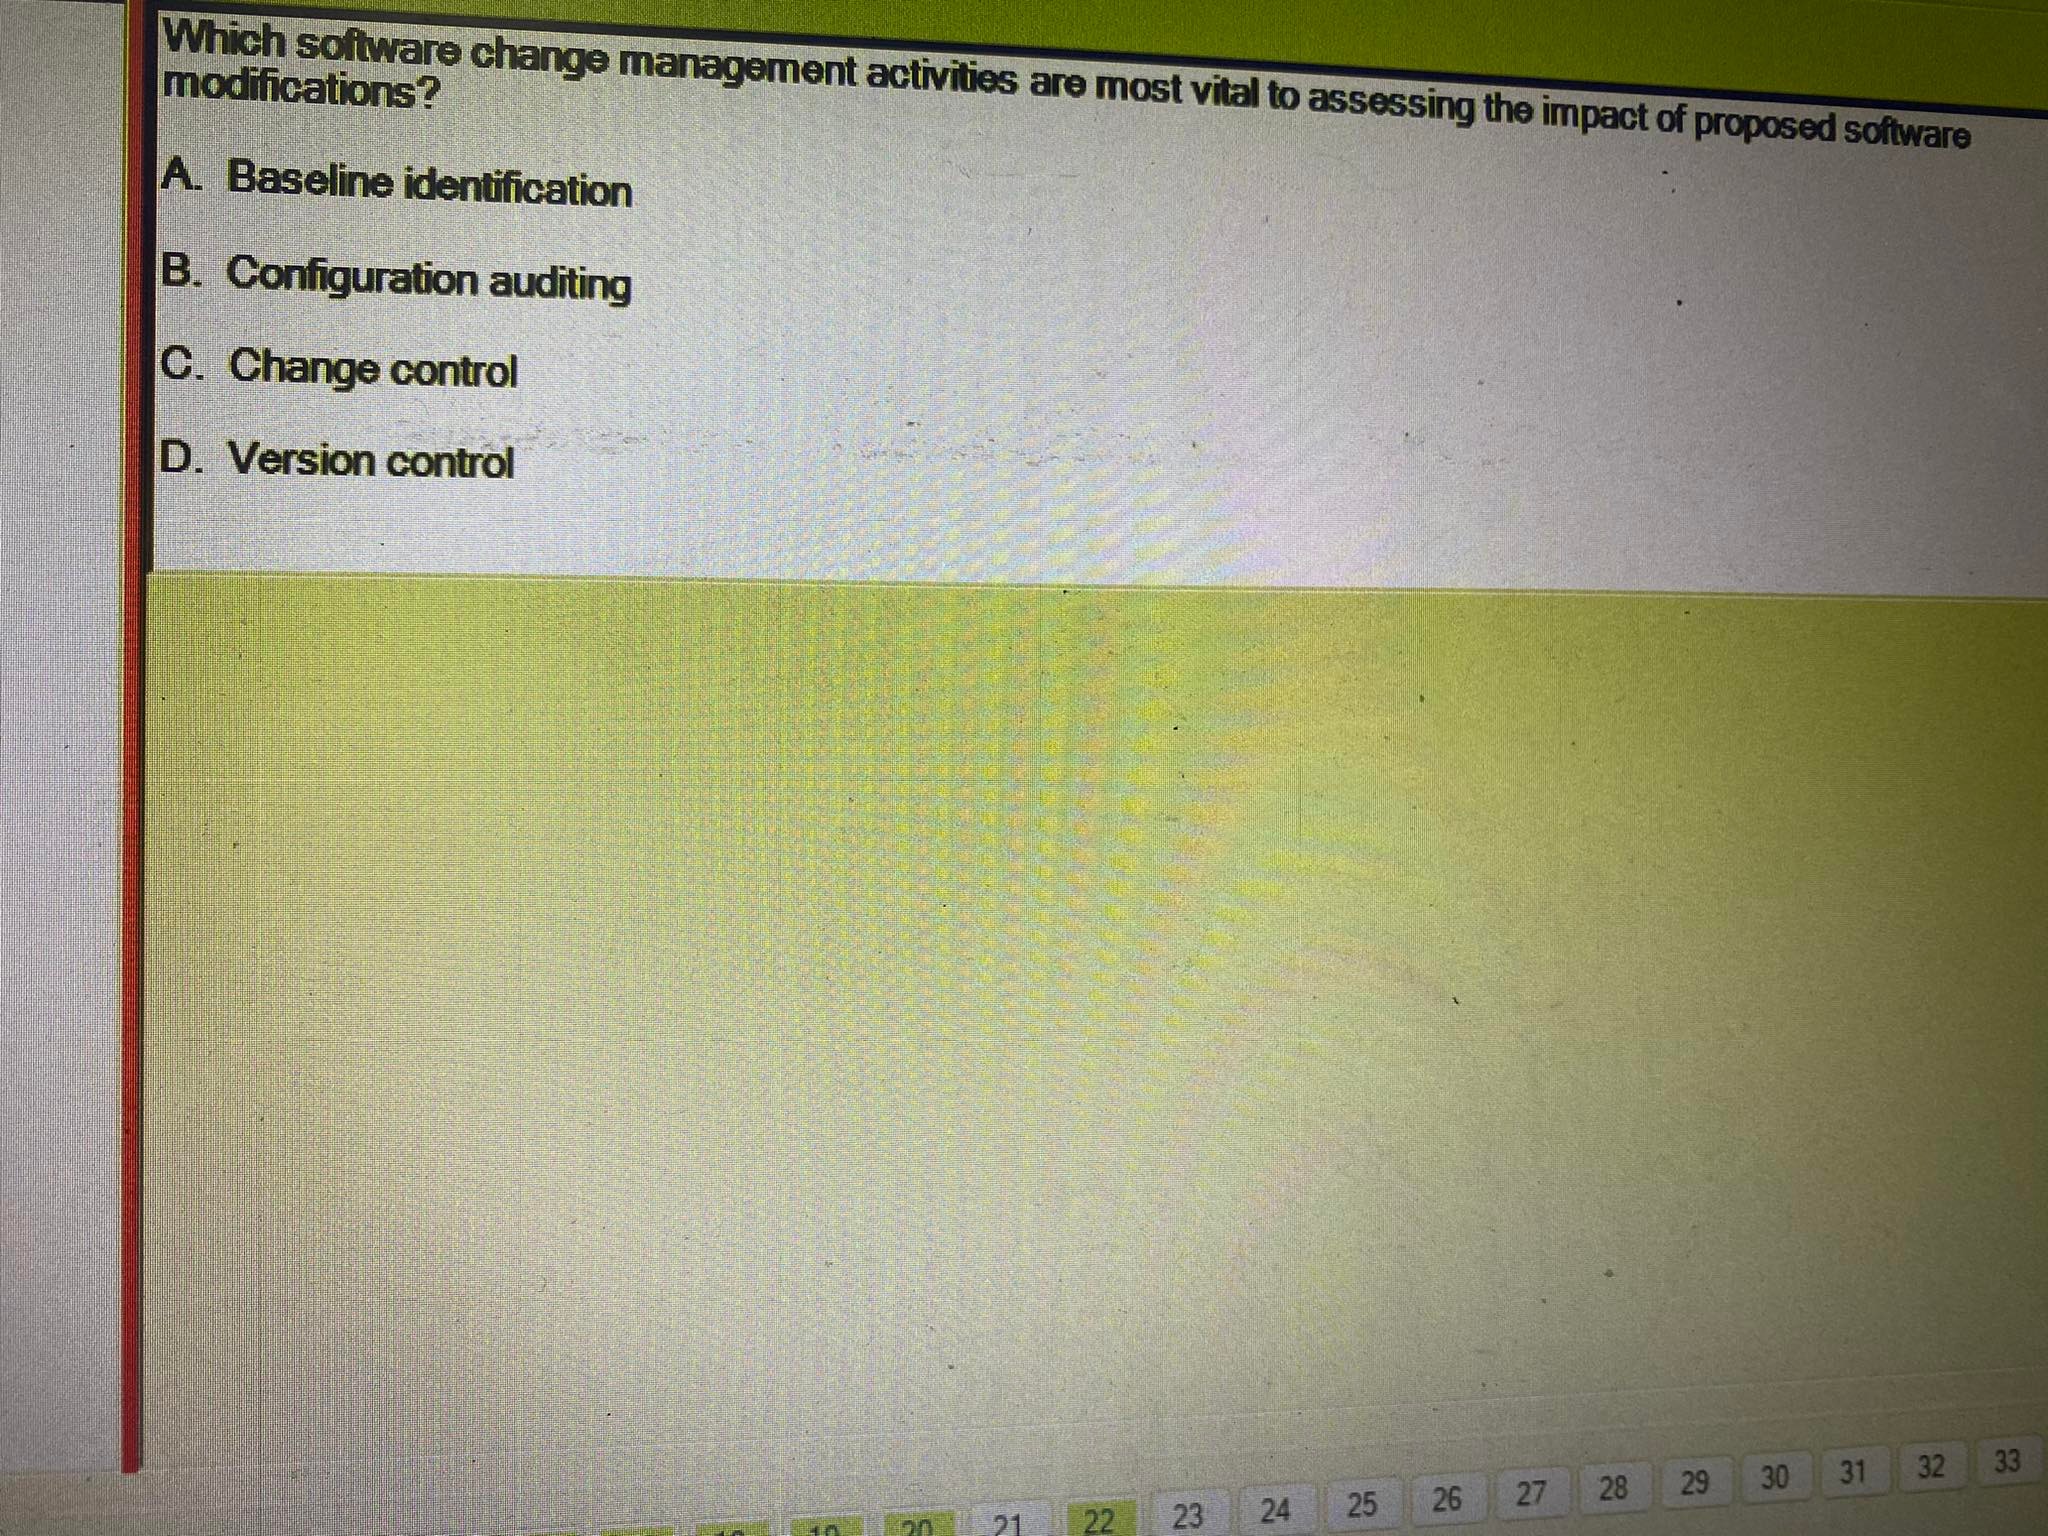 Which software change management activities are most vital to assessing the impact of proposed software
modifications?
A. Baseline identification
B. Configuration auditing
C. Change control
D. Version control
19 20 21 22 23 24 25 26 27 28 29 30 31 32 33